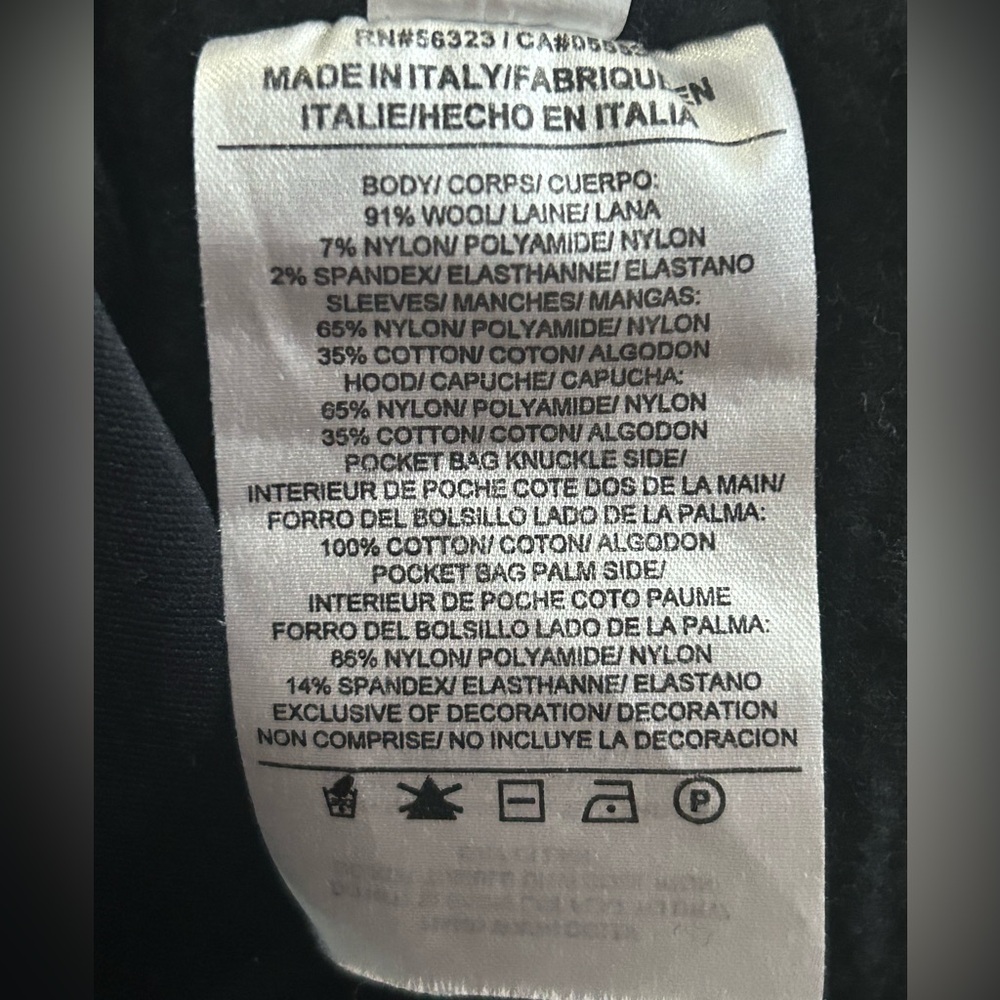 RN#56323 / CA#
MADE IN ITALY/FABRIQUE EN
ITALIE/HECHO EN ITALIA
BODY/ CORPS/ CUERPO:
91% WOOL/ LAINE/ LANA
7% NYLON/ POLYAMIDE/ NYLON
2% SPANDEX/ ELASTHANNE/ ELASTANO
SLEEVES/ MANCHES/ MANGAS:
65% NYLON/ POLYAMIDE/ NYLON
35% COTTON/ COTON/ ALGODON
HOOD/ CAPUCHE/ CAPUCHA:
65% NYLON/ POLYAMIDE/ NYLON
35% COTTON/ COTON/ ALGODON
POCKET BAG KNUCKLE SIDE/
INTERIEUR DE POCHE COTE DOS DE LA MAIN/
FORRO DEL BOLSILLO LADO DE LA PALMA:
100% COTTON/ COTON/ ALGODON
POCKET BAG PALM SIDE/
INTERIEUR DE POCHE COTO PAUME
FORRO DEL BOLSILLO LADO DE LA PALMA:
86% NYLON/ POLYAMIDE/ NYLON
14% SPANDEX/ ELASTHANNE/ ELASTANO
EXCLUSIVE OF DECORATION/ DECORATION
NON COMPRISE/ NO INCLUYE LA DECORACION
P